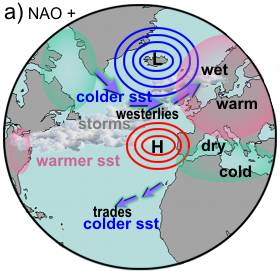 a) NAO +
L
wet
colder sst
warm
westerlies
storms
H
dry
warmer sst
cold
trades
colder sst